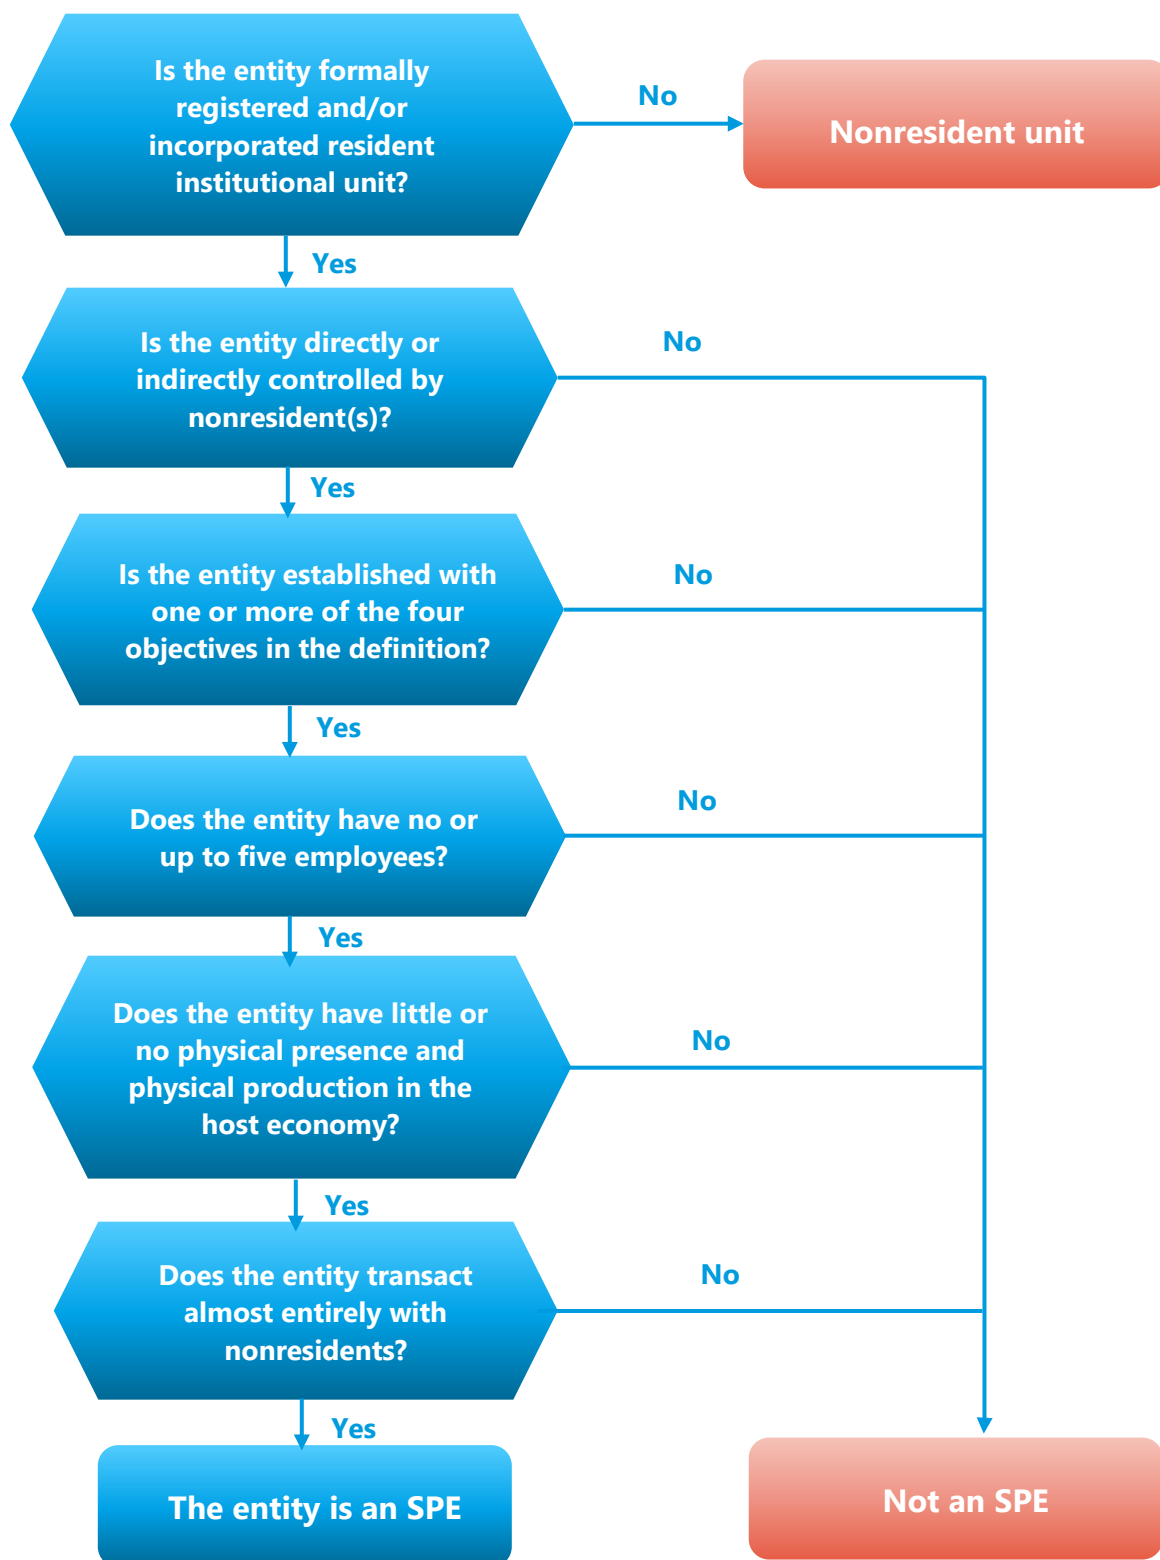 Is the entity formally
registered and/or
incorporated resident
institutional unit?
No
Nonresident unit
Yes
Is the entity directly or
indirectly controlled by
nonresident(s)?
No
Yes
Is the entity established with
one or more of the four
objectives in the definition?
No
Yes
Does the entity have no or
up to five employees?
No
Yes
Does the entity have little or
no physical presence and
physical production in the
host economy?
No
Yes
Does the entity transact
almost entirely with
nonresidents?
No
Yes
The entity is an SPE
Not an SPE